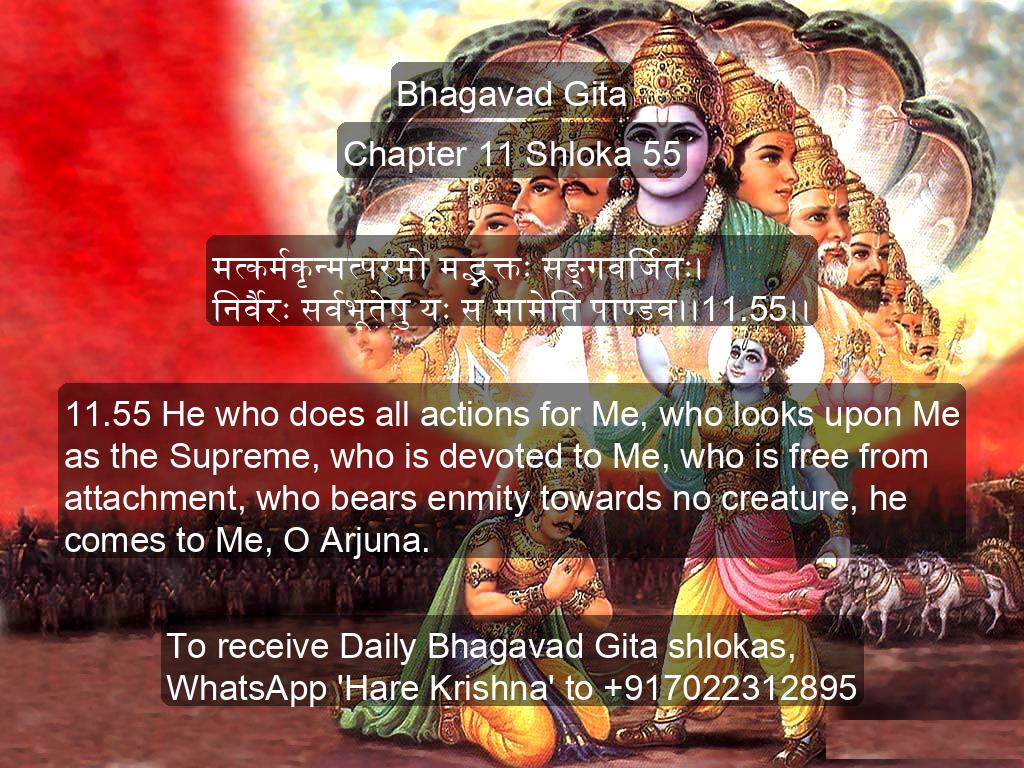 Bhagavad Gita
Chapter 11 Shloka 55
मत्कर्मकृन्मत्परमो मद्भक्तः सङ्गवर्जितः।
निर्वैरः सर्वभूतेषु यः स मामेति पाण्डव।।11.55।।
11.55 He who does all actions for Me, who looks upon Me
as the Supreme, who is devoted to Me, who is free from
attachment, who bears enmity towards no creature, he
comes to Me, O Arjuna.
To receive Daily Bhagavad Gita shlokas,
WhatsApp 'Hare Krishna' to +917022312895